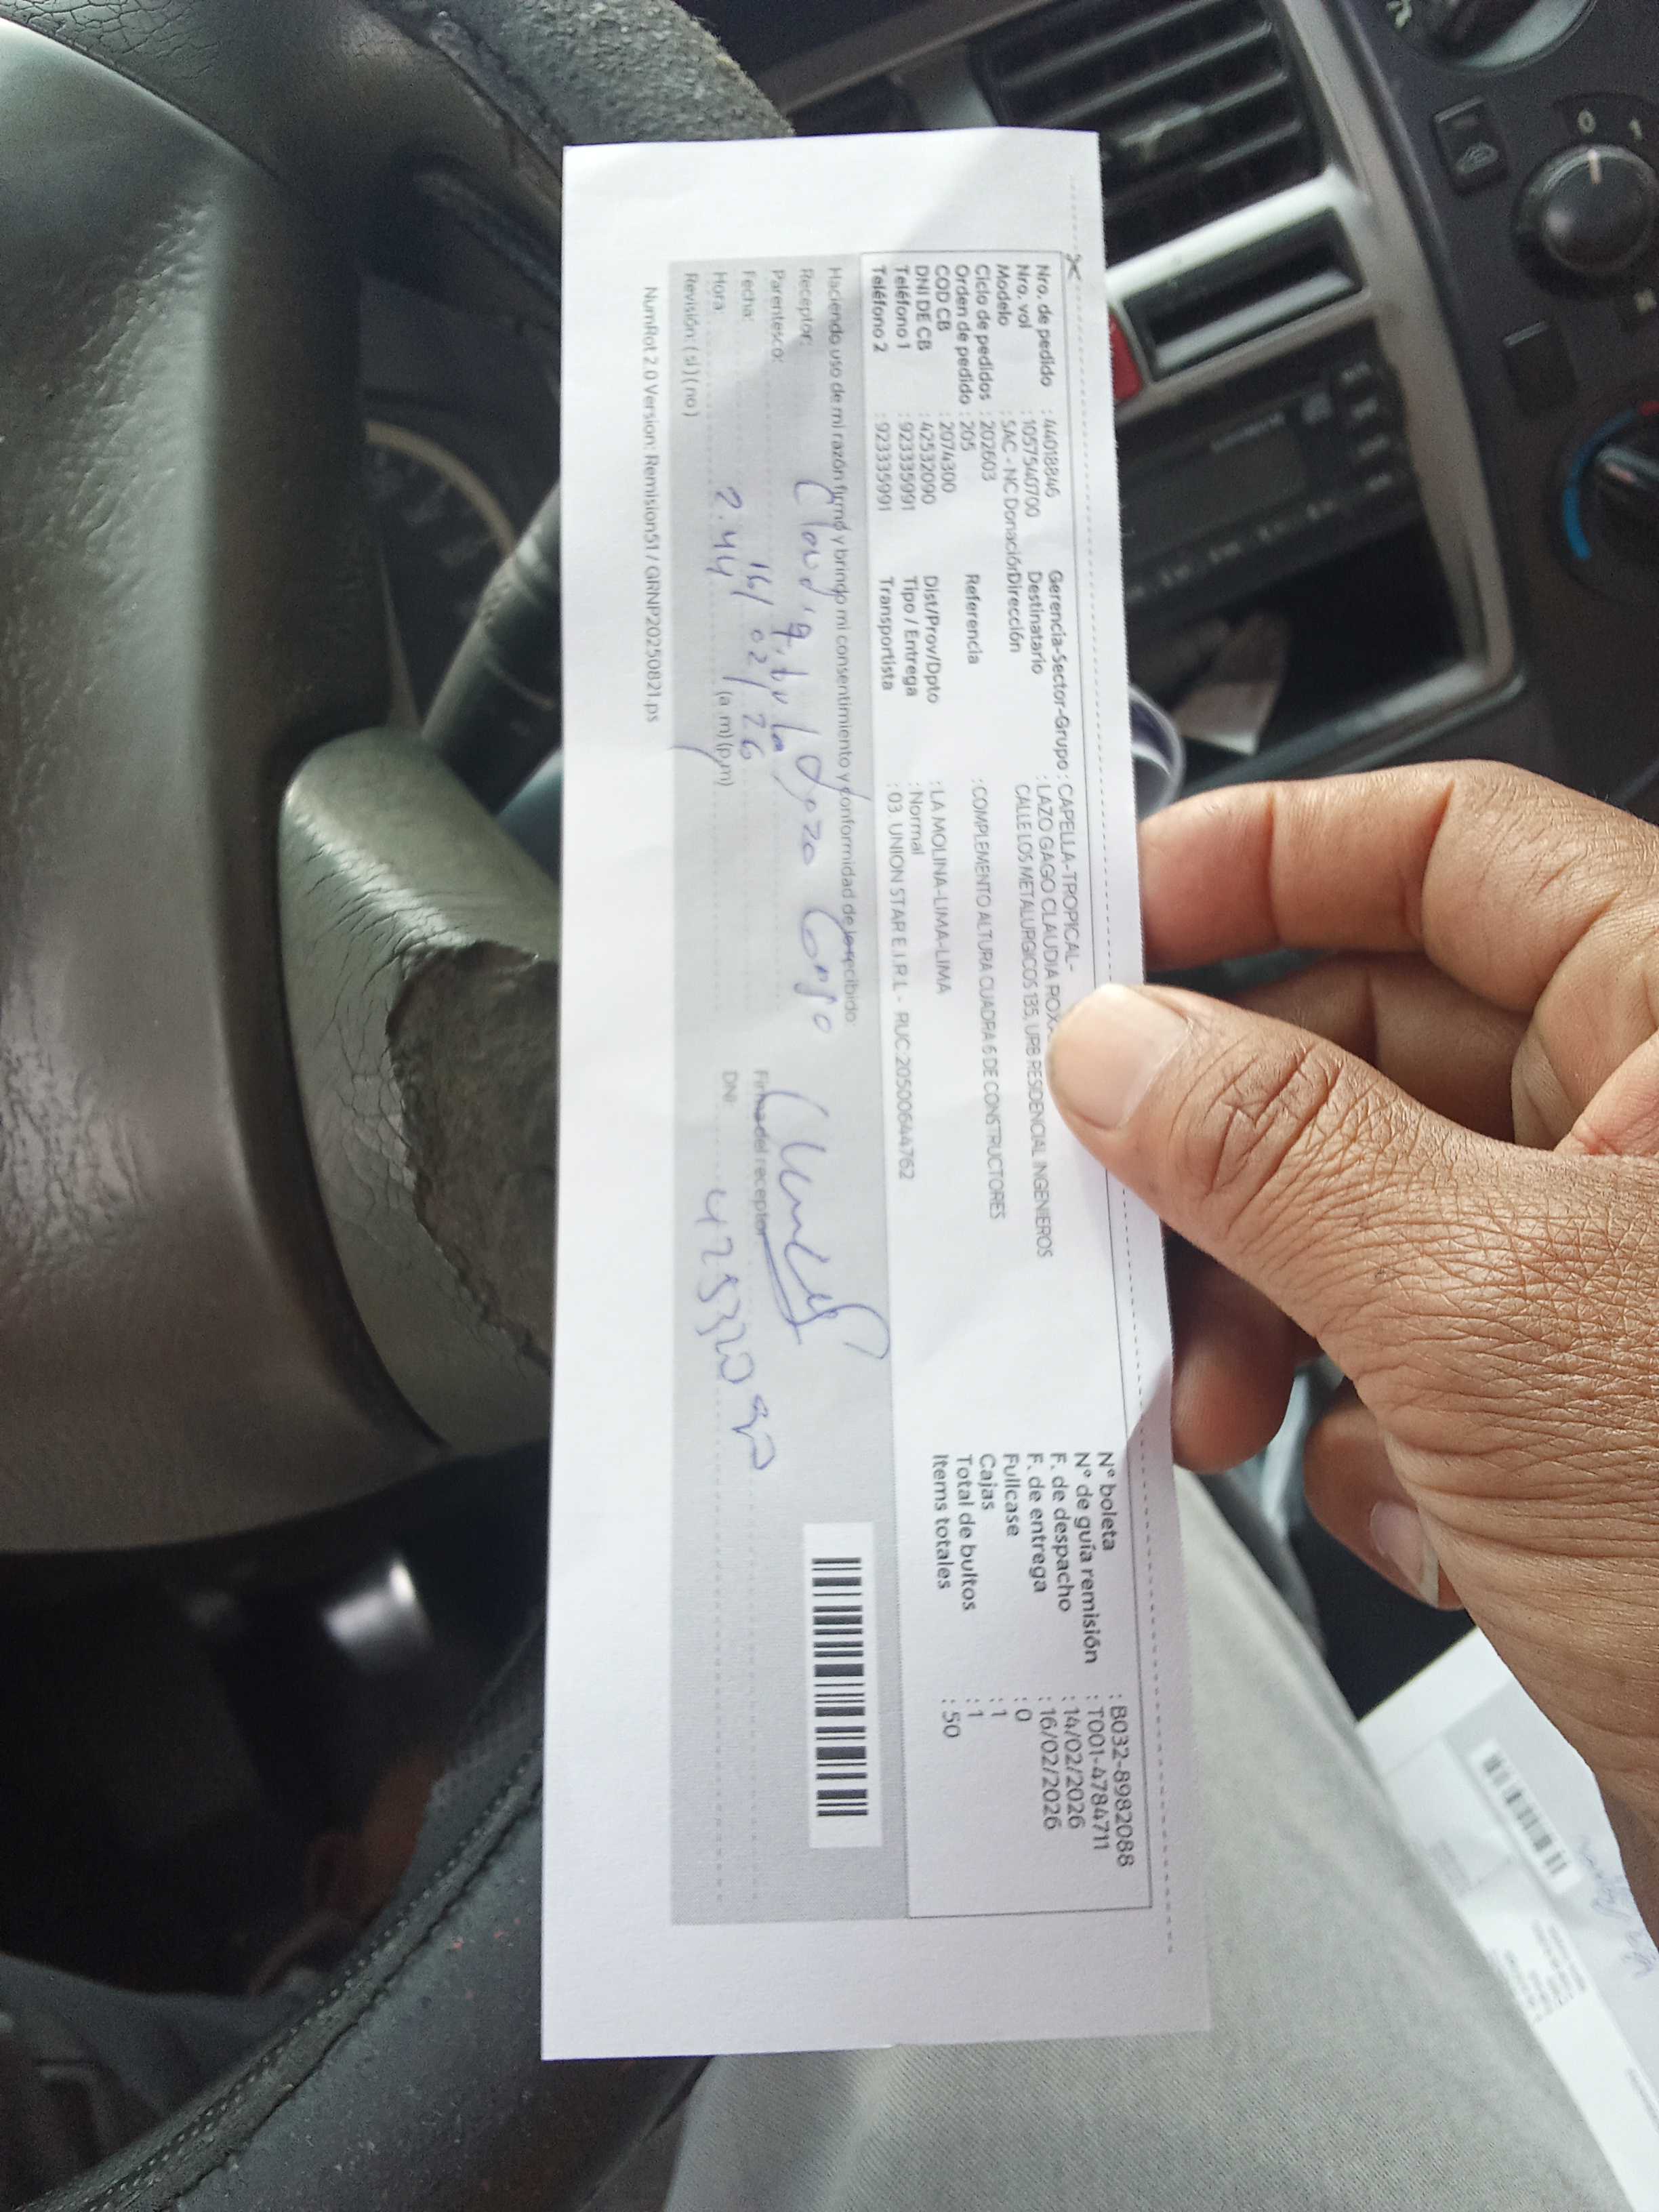 Nro. de pedido : 44018846
Nro. vol : 1057540700
Modelo : SAC - NC Donación
Ciclo de pedidos : 202603
Orden de pedido : 205
COD CB : 2074300
DNI DE CB : 42532090
Teléfono 1 : 923335991
Teléfono 2 : 923335991
Gerencia-Sector-Grupo : CAPELLA-TROPICAL-
Destinatario : LAZO GAGO CLAUDIA ROX
Dirección CALLE LOS METALURGICOS 135, URB RESIDENCIAL INGENIEROS
Referencia : COMPLEMENTO ALTURA CUADRA 6 DE CONSTRUCTORES
Dist/Prov/Dpto : LA MOLINA-LIMA-LIMA
Tipo / Entrega : Normal
Transportista : 03 UNION STAR E.I.R.L - RUC 20500644762
N° boleta : B032-8982088
N° de guía remisión : T001-4784711
F. de despacho : 14/02/2026
F. de entrega : 16/02/2026
Fullcase : 0
Cajas : 1
Total de bultos : 1
Items totales : 50
Haciendo uso de mi razón firmo y brindo mi consentimiento y conformidad de lo recibido:
Receptor: Claudia Lazo Gago
Parentesco: titular
Fecha: 16/02/26
Hora: 2.44 (a.m)(p.m)
Revisión: ( si ) ( no )
Firma del receptor
DNI: 42532090
NumRot 2.0 Version: Remision51 / GRNP20250821.ps